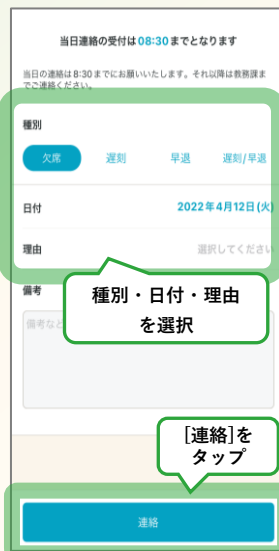 当日連絡の受付は08:30までとなります
当日の連絡は8:30までにお願いいたします。それ以降は教務課ま
でご連絡ください。
種別
欠席 遅刻 早退 遅刻/早退
日付 2022年4月12日(火)
理由 選択してください
種別・日付・理由
を選択
備考
備考など
[連絡]を
タップ
連絡